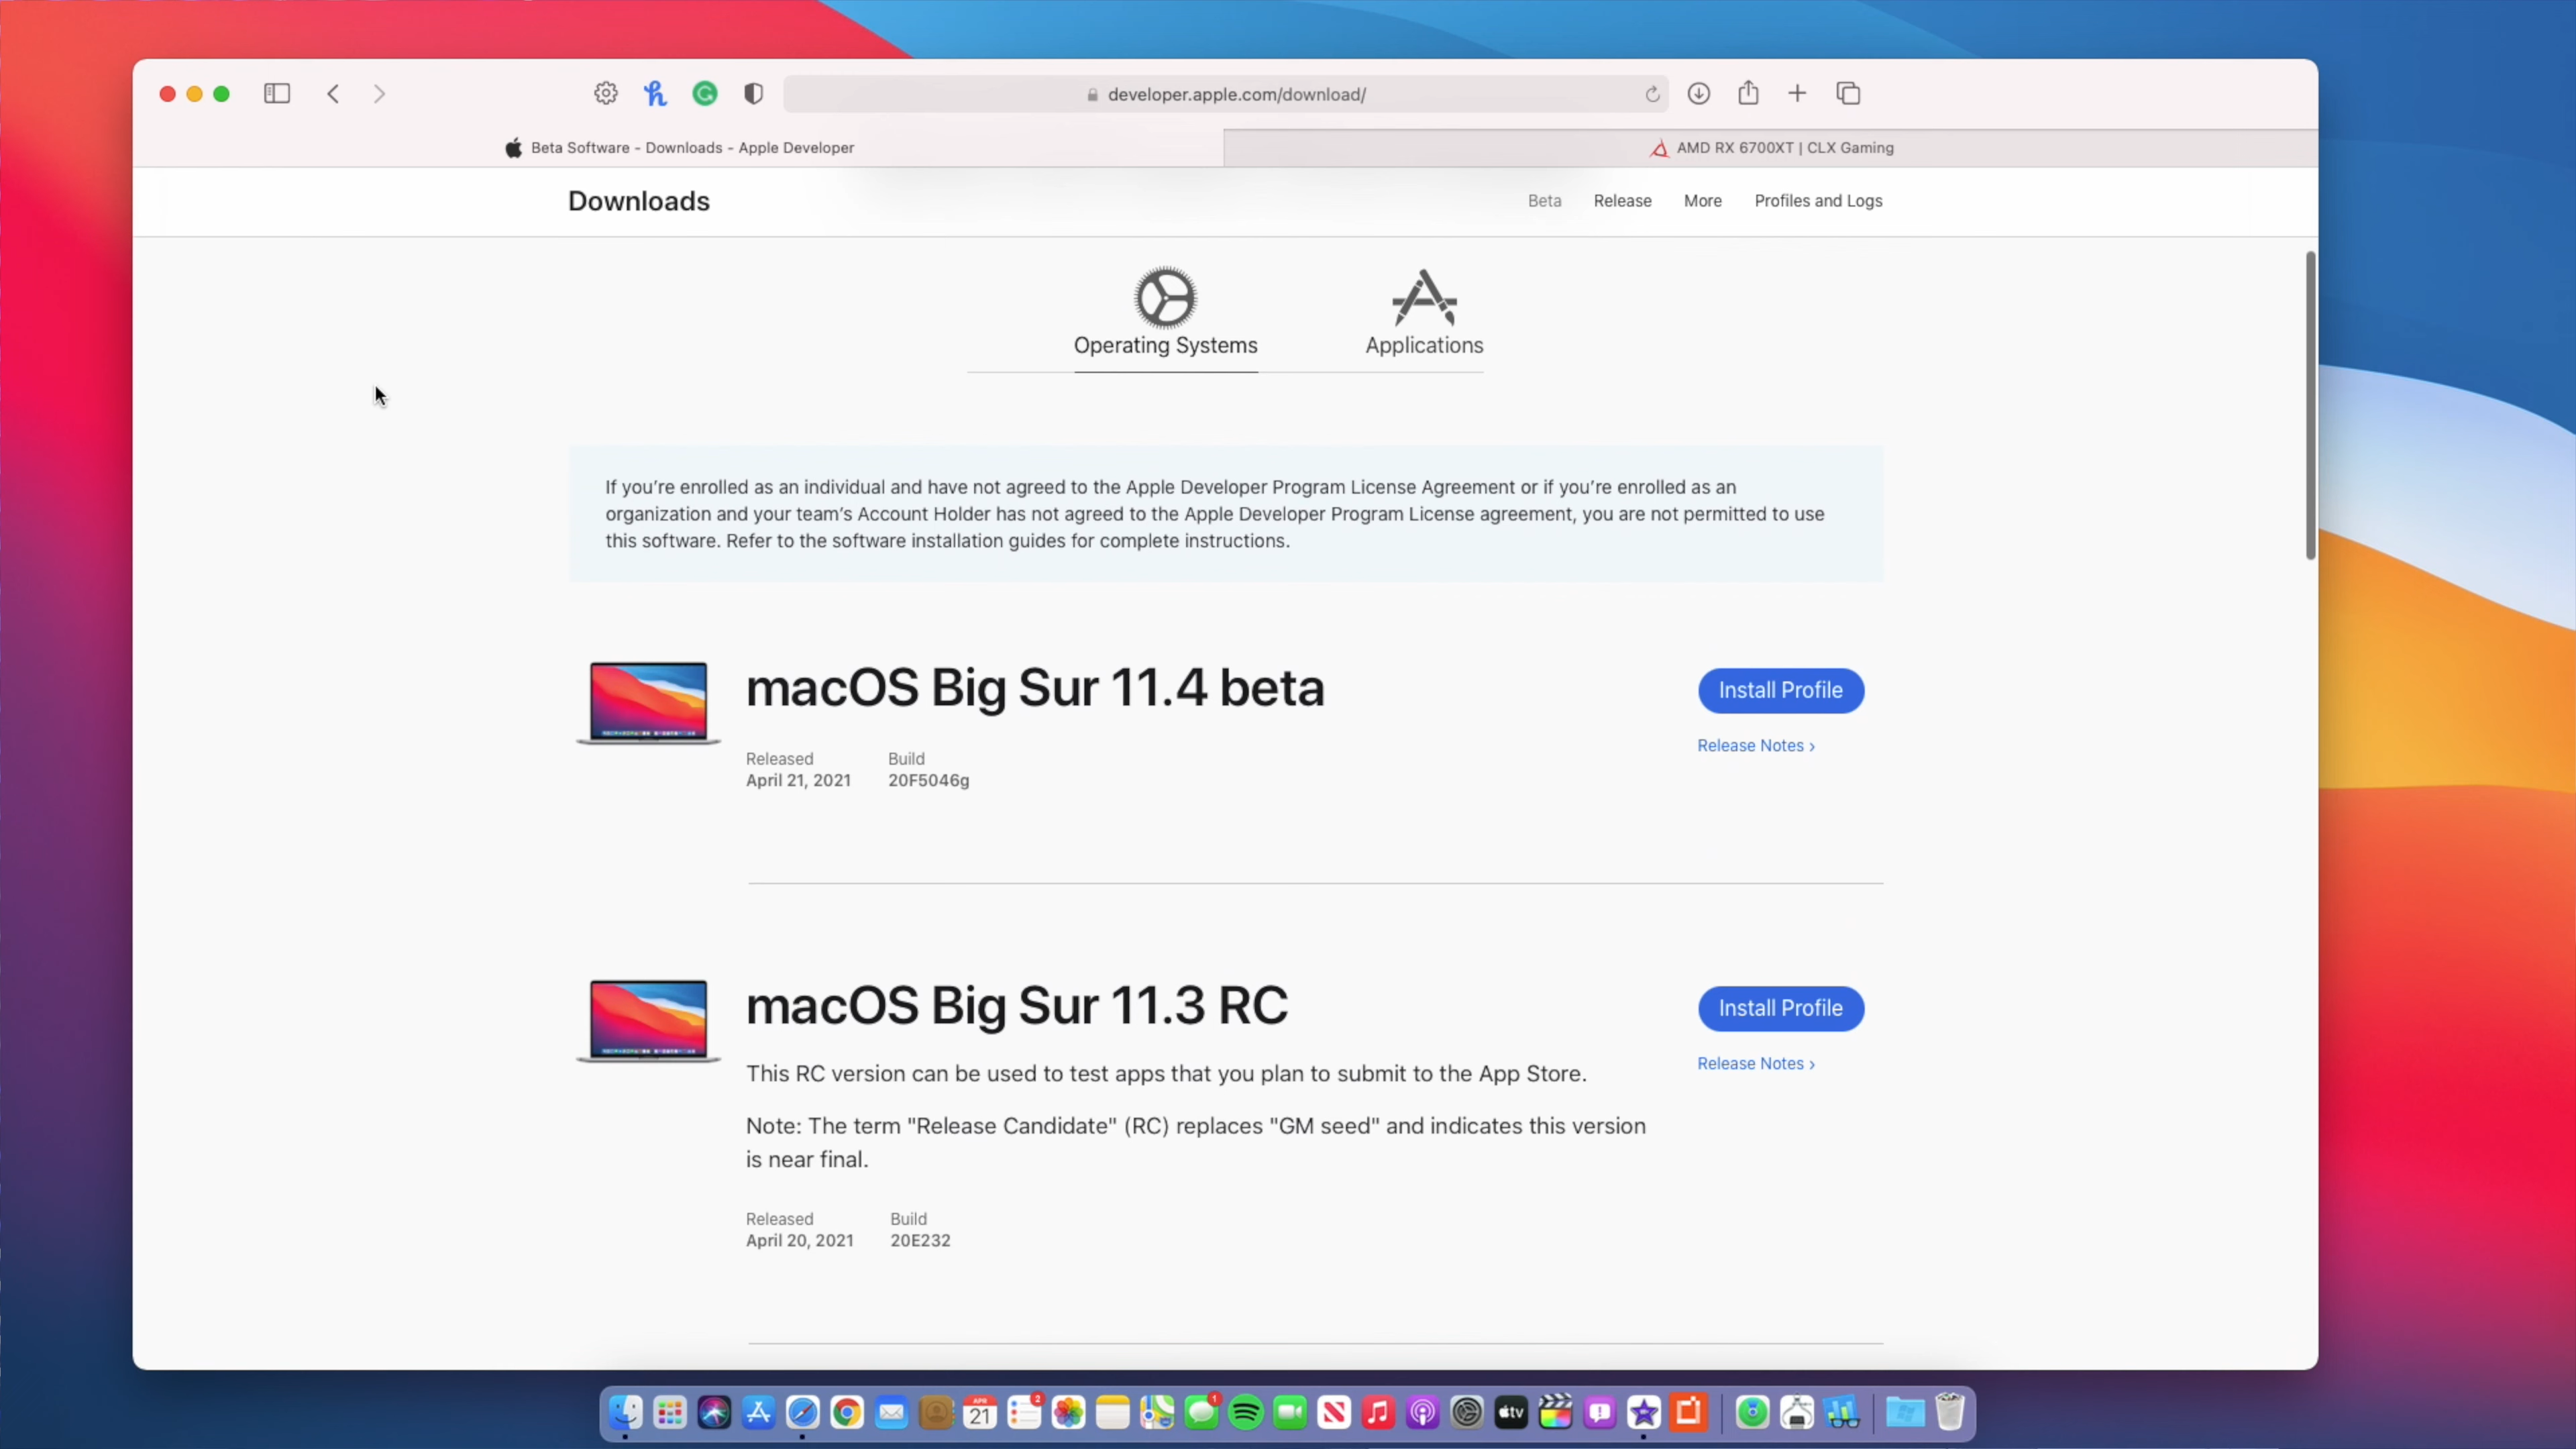 developer.apple.com/download/
Beta Software - Downloads - Apple Developer
AMD RX 6700XT | CLX Gaming
Downloads
Beta Release More Profiles and Logs
Operating Systems Applications
If you’re enrolled as an individual and have not agreed to the Apple Developer Program License Agreement or if you’re enrolled as an
organization and your team’s Account Holder has not agreed to the Apple Developer Program License agreement, you are not permitted to use
this software. Refer to the software installation guides for complete instructions.
macOS Big Sur 11.4 beta
Install Profile
Release Notes ›
Released Build
April 21, 2021 20F5046g
macOS Big Sur 11.3 RC
Install Profile
Release Notes ›
This RC version can be used to test apps that you plan to submit to the App Store.
Note: The term "Release Candidate" (RC) replaces "GM seed" and indicates this version
is near final.
Released Build
April 20, 2021 20E232
APR
21
2
1
tv